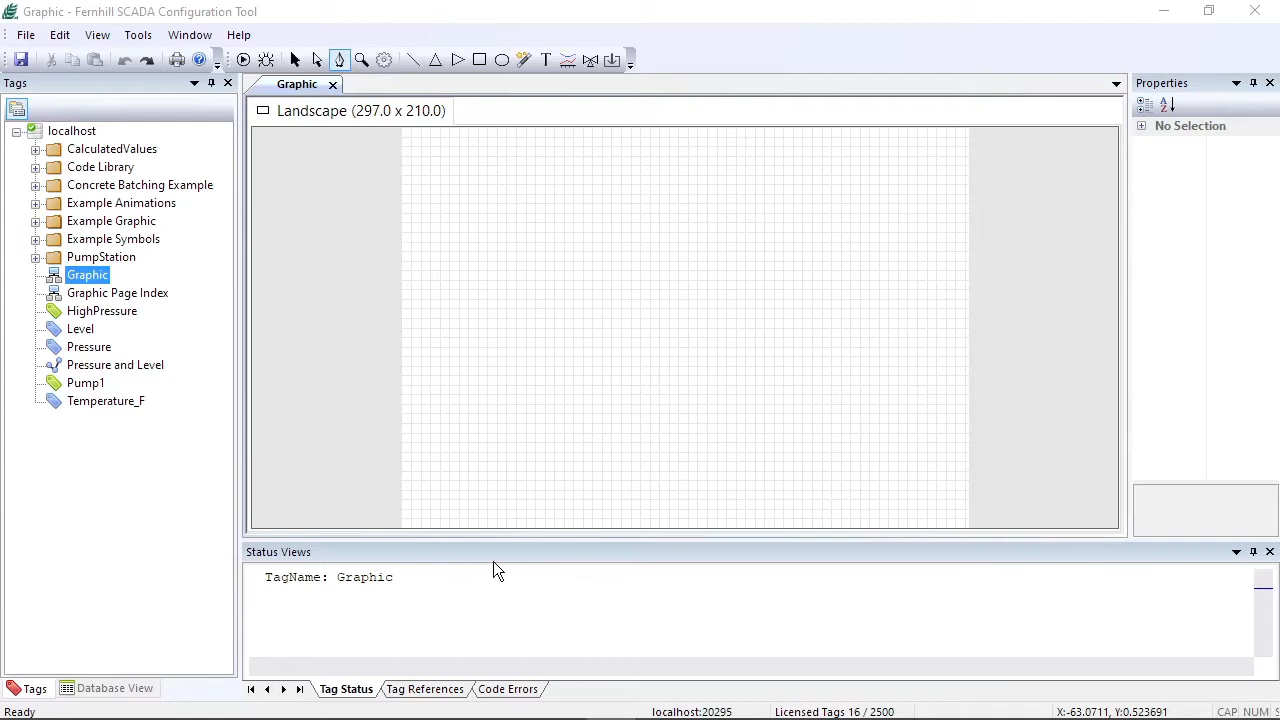 Graphic - Fernhill SCADA Configuration Tool
File Edit View Tools Window Help
Tags
Graphic
Properties
Landscape (297.0 x 210.0)
No Selection
localhost
CalculatedValues
Code Library
Concrete Batching Example
Example Animations
Example Graphic
Example Symbols
PumpStation
Graphic
Graphic Page Index
HighPressure
Level
Pressure
Pressure and Level
Pump1
Temperature_F
Status Views
TagName: Graphic
Tags Database View
Tag Status Tag References Code Errors
Ready localhost:20295 Licensed Tags 16 / 2500 X:-63.0711, Y:0.523691 CAP NUM